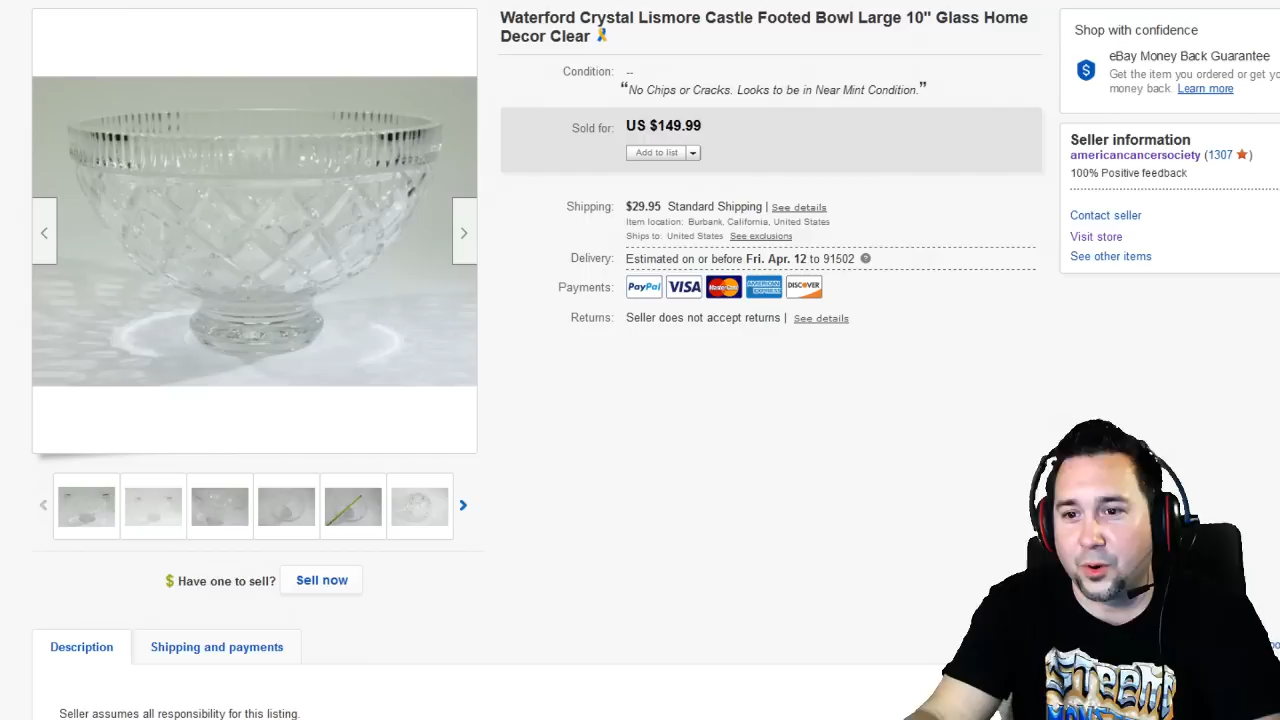 Waterford Crystal Lismore Castle Footed Bowl Large 10" Glass Home
Decor Clear
Condition: --
“No Chips or Cracks. Looks to be in Near Mint Condition.”
Sold for: US $149.99
Add to list
Shipping: $29.95 Standard Shipping | See details
Item location: Burbank, California, United States
Ships to: United States See exclusions
Delivery: Estimated on or before Fri. Apr. 12 to 91502
Payments: PayPal VISA MasterCard AMERICAN EXPRESS DISCOVER
Returns: Seller does not accept returns | See details
Shop with confidence
eBay Money Back Guarantee
Get the item you ordered or get yo
money back. Learn more
Seller information
americancancersociety (1307 )
100% Positive feedback
Contact seller
Visit store
See other items
$ Have one to sell? Sell now
Description
Shipping and payments
Seller assumes all responsibility for this listing.